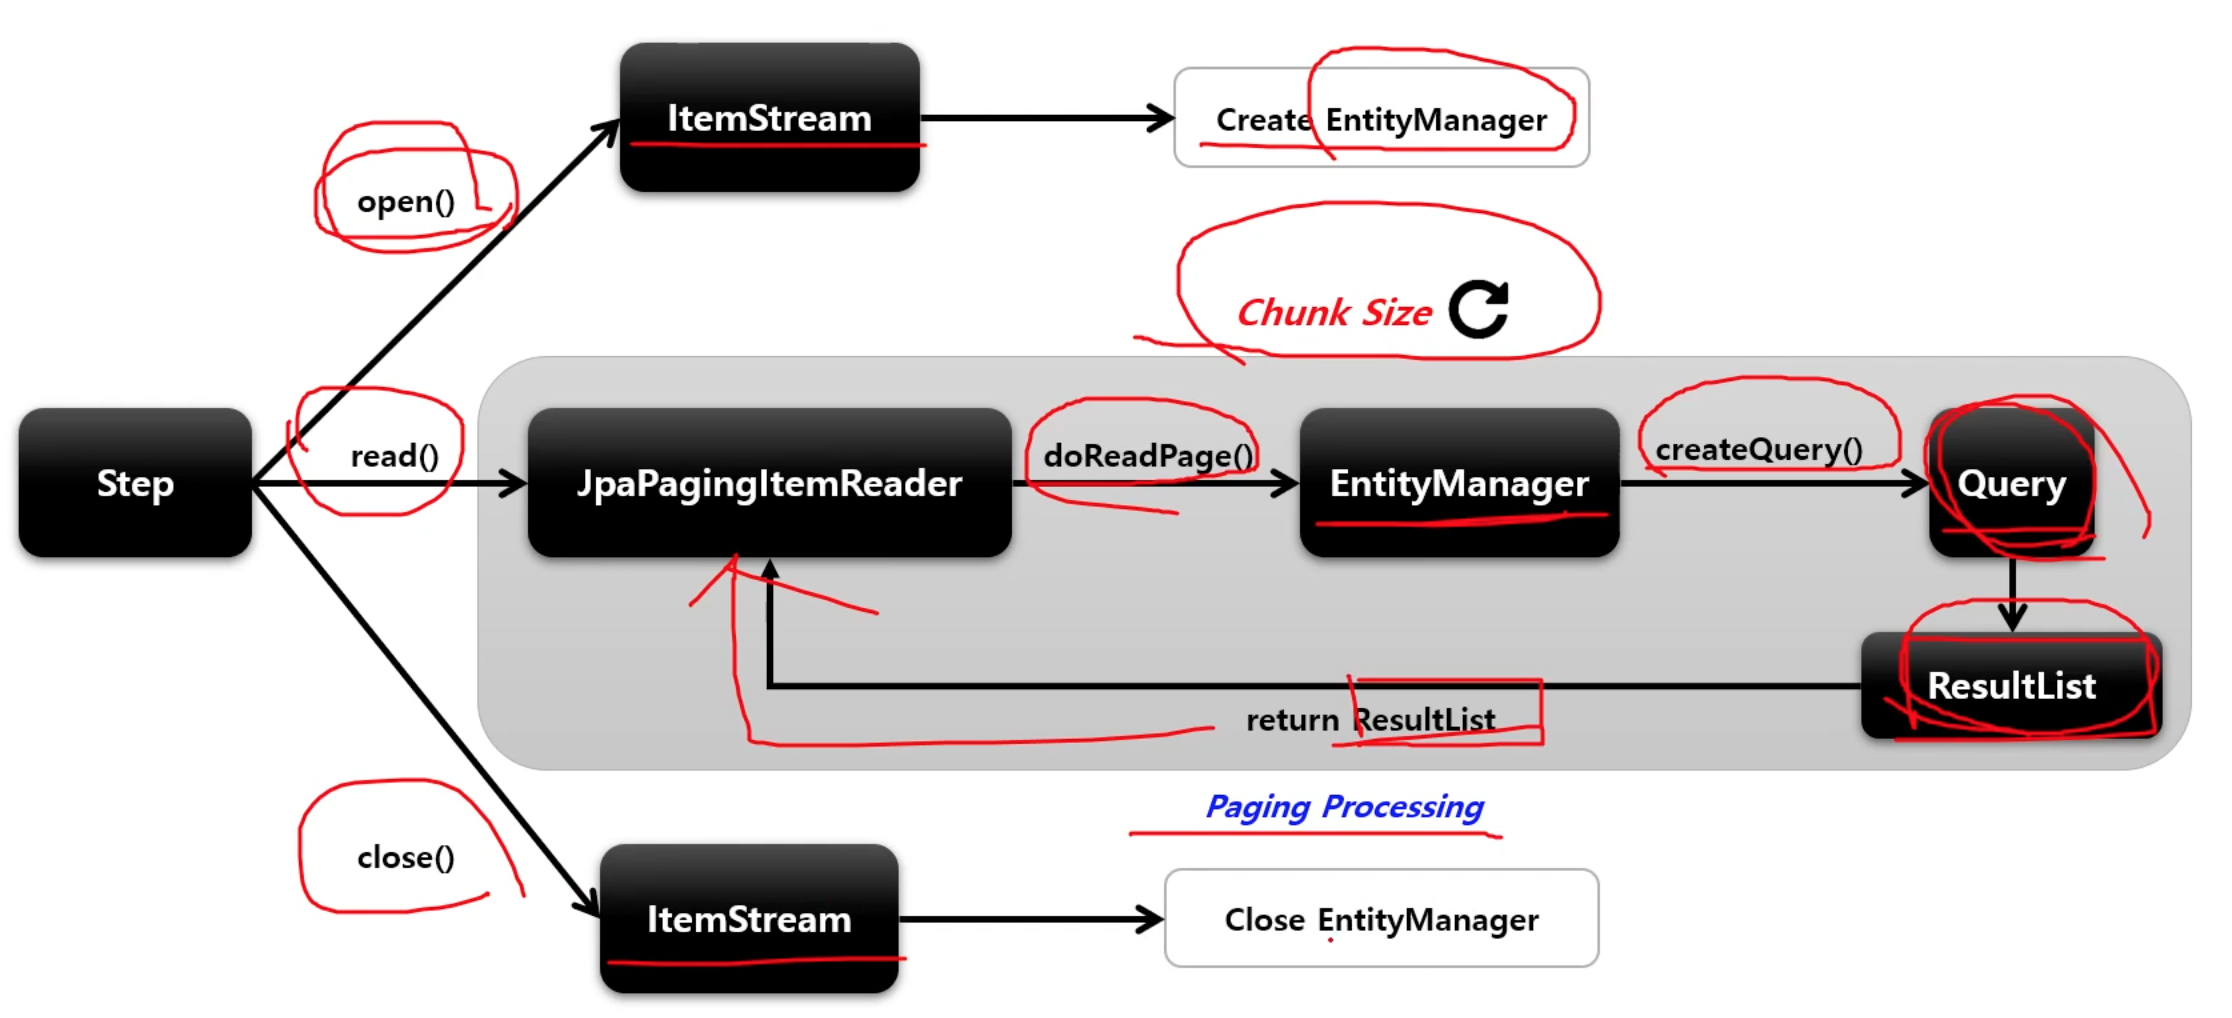 ItemStream
Create EntityManager
open()
Chunk Size
Step
read()
JpaPagingItemReader
doReadPage()
EntityManager
createQuery()
Query
ResultList
return ResultList
Paging Processing
close()
ItemStream
Close EntityManager